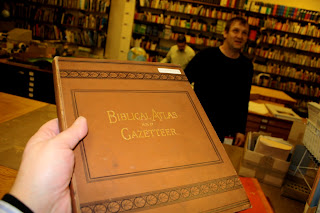 BIBLICAL ATLAS
AND
GAZETTEER